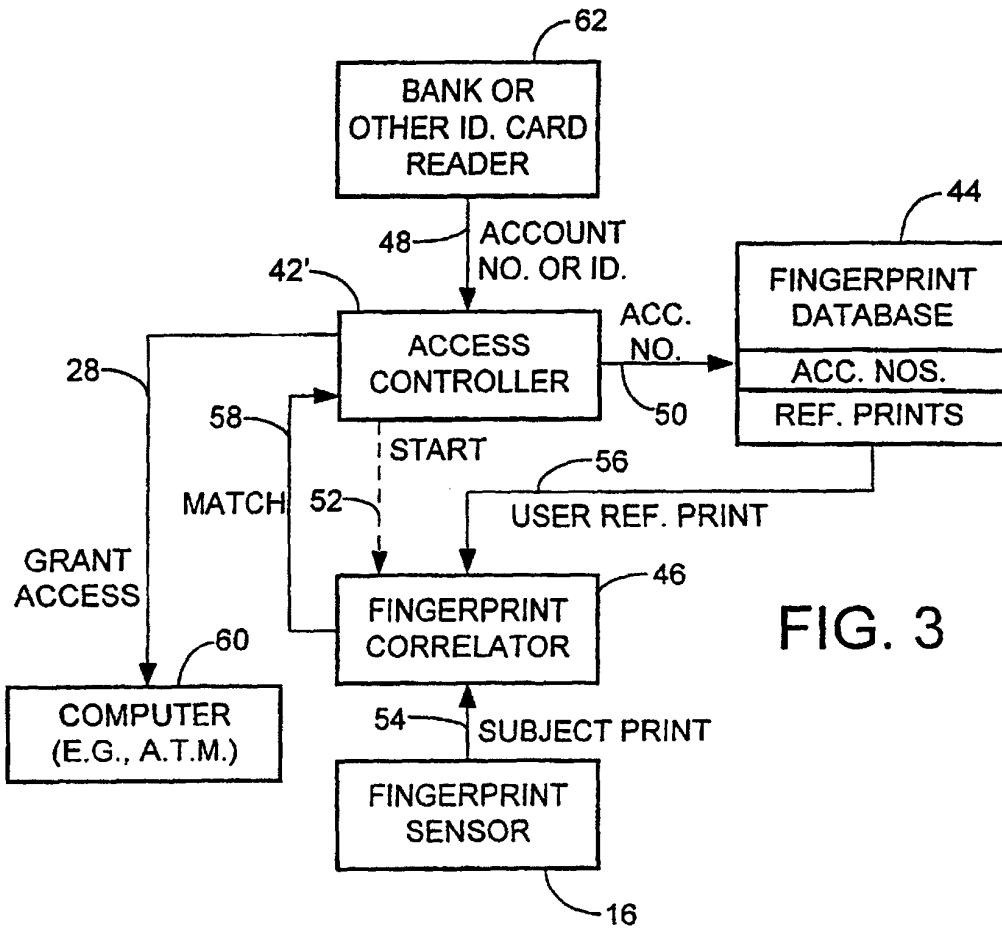 62
BANK OR
OTHER ID. CARD
READER
48
ACCOUNT
NO. OR ID.
44
42'
FINGERPRINT
DATABASE
ACC. NOS.
REF. PRINTS
ACCESS
CONTROLLER
ACC.
NO.
50
28
58
START
52
MATCH
56
USER REF. PRINT
GRANT
ACCESS
46
FINGERPRINT
CORRELATOR
FIG. 3
60
COMPUTER
(E.G., A.T.M.)
54
SUBJECT PRINT
FINGERPRINT
SENSOR
16